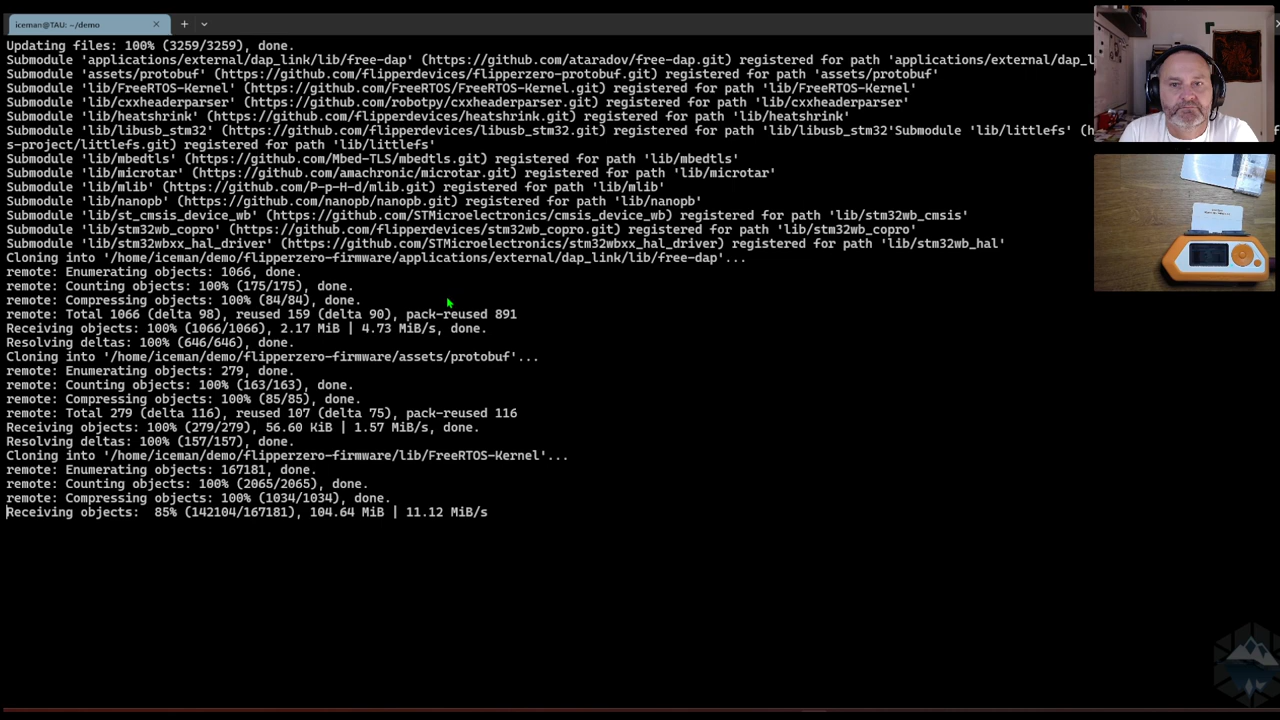 iceman@TAU: ~/demo
Updating files: 100% (3259/3259), done.
Submodule 'applications/external/dap_link/lib/free-dap' (https://github.com/ataradov/free-dap.git) registered for path 'applications/external/dap_l
Submodule 'assets/protobuf' (https://github.com/flipperdevices/flipperzero-protobuf.git) registered for path 'assets/protobuf'
Submodule 'lib/FreeRTOS-Kernel' (https://github.com/FreeRTOS/FreeRTOS-Kernel.git) registered for path 'lib/FreeRTOS-Kernel'
Submodule 'lib/cxxheaderparser' (https://github.com/robotpy/cxxheaderparser.git) registered for path 'lib/cxxheaderparser'
Submodule 'lib/heatshrink' (https://github.com/flipperdevices/heatshrink.git) registered for path 'lib/heatshrink'
Submodule 'lib/libusb_stm32' (https://github.com/flipperdevices/libusb_stm32.git) registered for path 'lib/libusb_stm32'Submodule 'lib/littlefs' (h
s-project/littlefs.git) registered for path 'lib/littlefs'
Submodule 'lib/mbedtls' (https://github.com/Mbed-TLS/mbedtls.git) registered for path 'lib/mbedtls'
Submodule 'lib/microtar' (https://github.com/amachronic/microtar.git) registered for path 'lib/microtar'
Submodule 'lib/mlib' (https://github.com/P-p-H-d/mlib.git) registered for path 'lib/mlib'
Submodule 'lib/nanopb' (https://github.com/nanopb/nanopb.git) registered for path 'lib/nanopb'
Submodule 'lib/st_cmsis_device_wb' (https://github.com/STMicroelectronics/cmsis_device_wb) registered for path 'lib/stm32wb_cmsis'
Submodule 'lib/stm32wb_copro' (https://github.com/flipperdevices/stm32wb_copro.git) registered for path 'lib/stm32wb_copro'
Submodule 'lib/stm32wbxx_hal_driver' (https://github.com/STMicroelectronics/stm32wbxx_hal_driver) registered for path 'lib/stm32wb_hal'
Cloning into '/home/iceman/demo/flipperzero-firmware/applications/external/dap_link/lib/free-dap'...
remote: Enumerating objects: 1066, done.
remote: Counting objects: 100% (175/175), done.
remote: Compressing objects: 100% (84/84), done.
remote: Total 1066 (delta 98), reused 159 (delta 90), pack-reused 891
Receiving objects: 100% (1066/1066), 2.17 MiB | 4.73 MiB/s, done.
Resolving deltas: 100% (646/646), done.
Cloning into '/home/iceman/demo/flipperzero-firmware/assets/protobuf'...
remote: Enumerating objects: 279, done.
remote: Counting objects: 100% (163/163), done.
remote: Compressing objects: 100% (85/85), done.
remote: Total 279 (delta 116), reused 107 (delta 75), pack-reused 116
Receiving objects: 100% (279/279), 56.60 KiB | 1.57 MiB/s, done.
Resolving deltas: 100% (157/157), done.
Cloning into '/home/iceman/demo/flipperzero-firmware/lib/FreeRTOS-Kernel'...
remote: Enumerating objects: 167181, done.
remote: Counting objects: 100% (2065/2065), done.
remote: Compressing objects: 100% (1034/1034), done.
Receiving objects:  85% (142104/167181), 104.64 MiB | 11.12 MiB/s